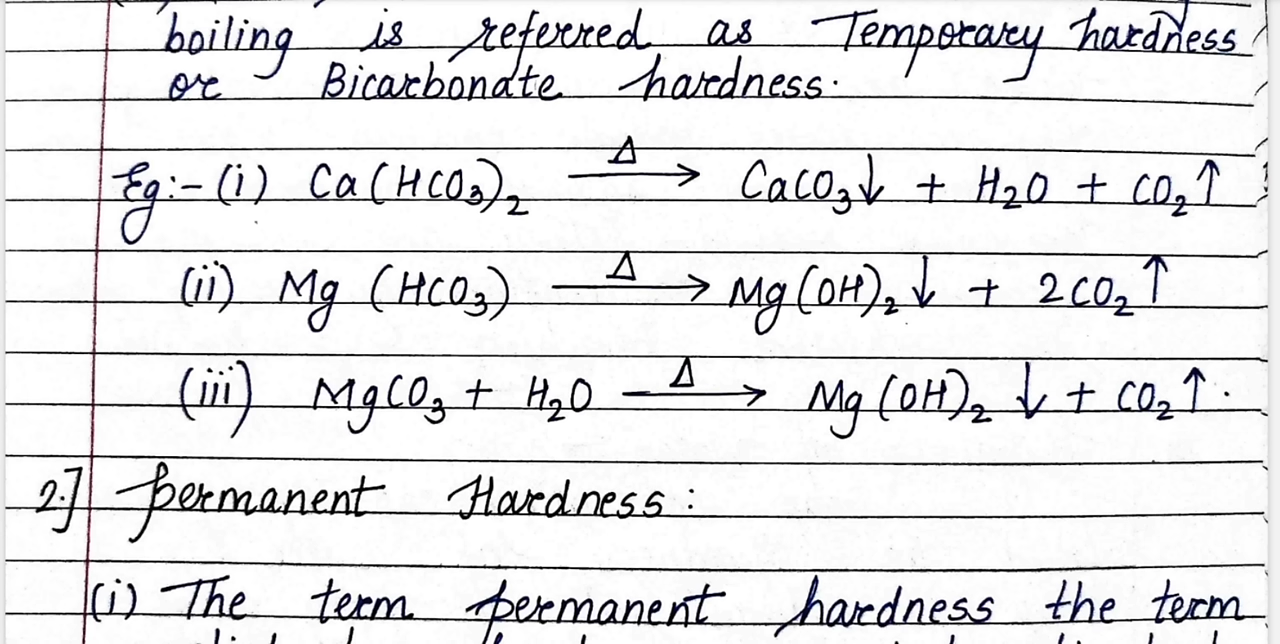 boiling is referred as Temporary hardness
or Bicarbonate hardness.
Eg:- (i) Ca(HCO₃)₂ —Δ→ CaCO₃↓ + H₂O + CO₂↑
(ii) Mg (HCO₃) —Δ→ Mg(OH)₂↓ + 2CO₂↑
(iii) MgCO₃ + H₂O —Δ→ Mg(OH)₂ ↓ + CO₂↑.
2.] Permanent Hardness:
(i) The term permanent hardness the term